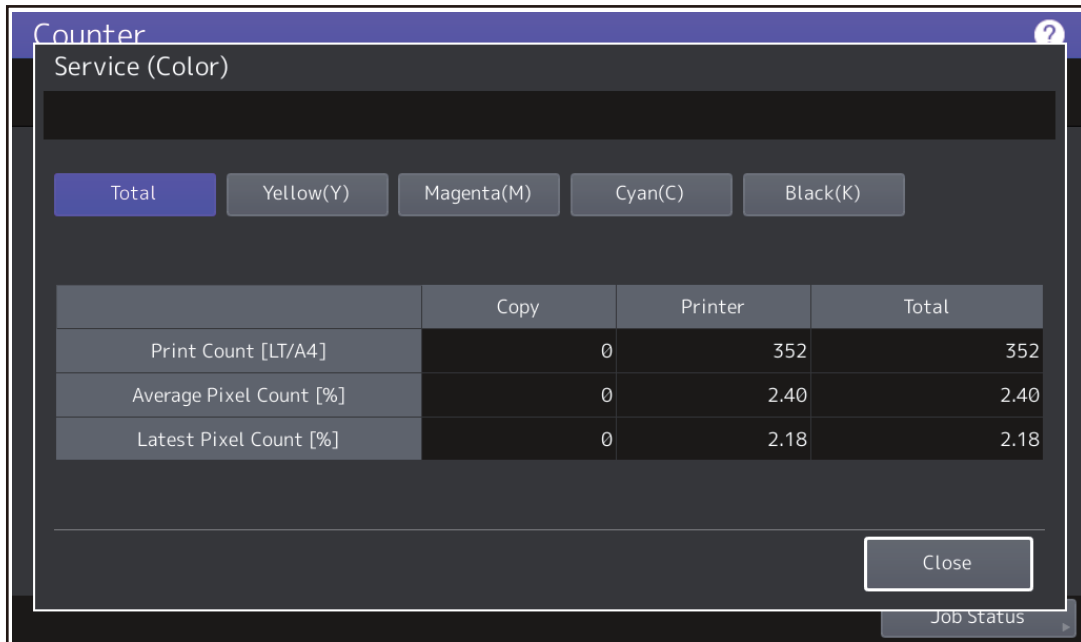 Counter ?
Service (Color)
Total Yellow(Y) Magenta(M) Cyan(C) Black(K)
Copy Printer Total
Print Count [LT/A4] 0 352 352
Average Pixel Count [%] 0 2.40 2.40
Latest Pixel Count [%] 0 2.18 2.18
Close
Job Status